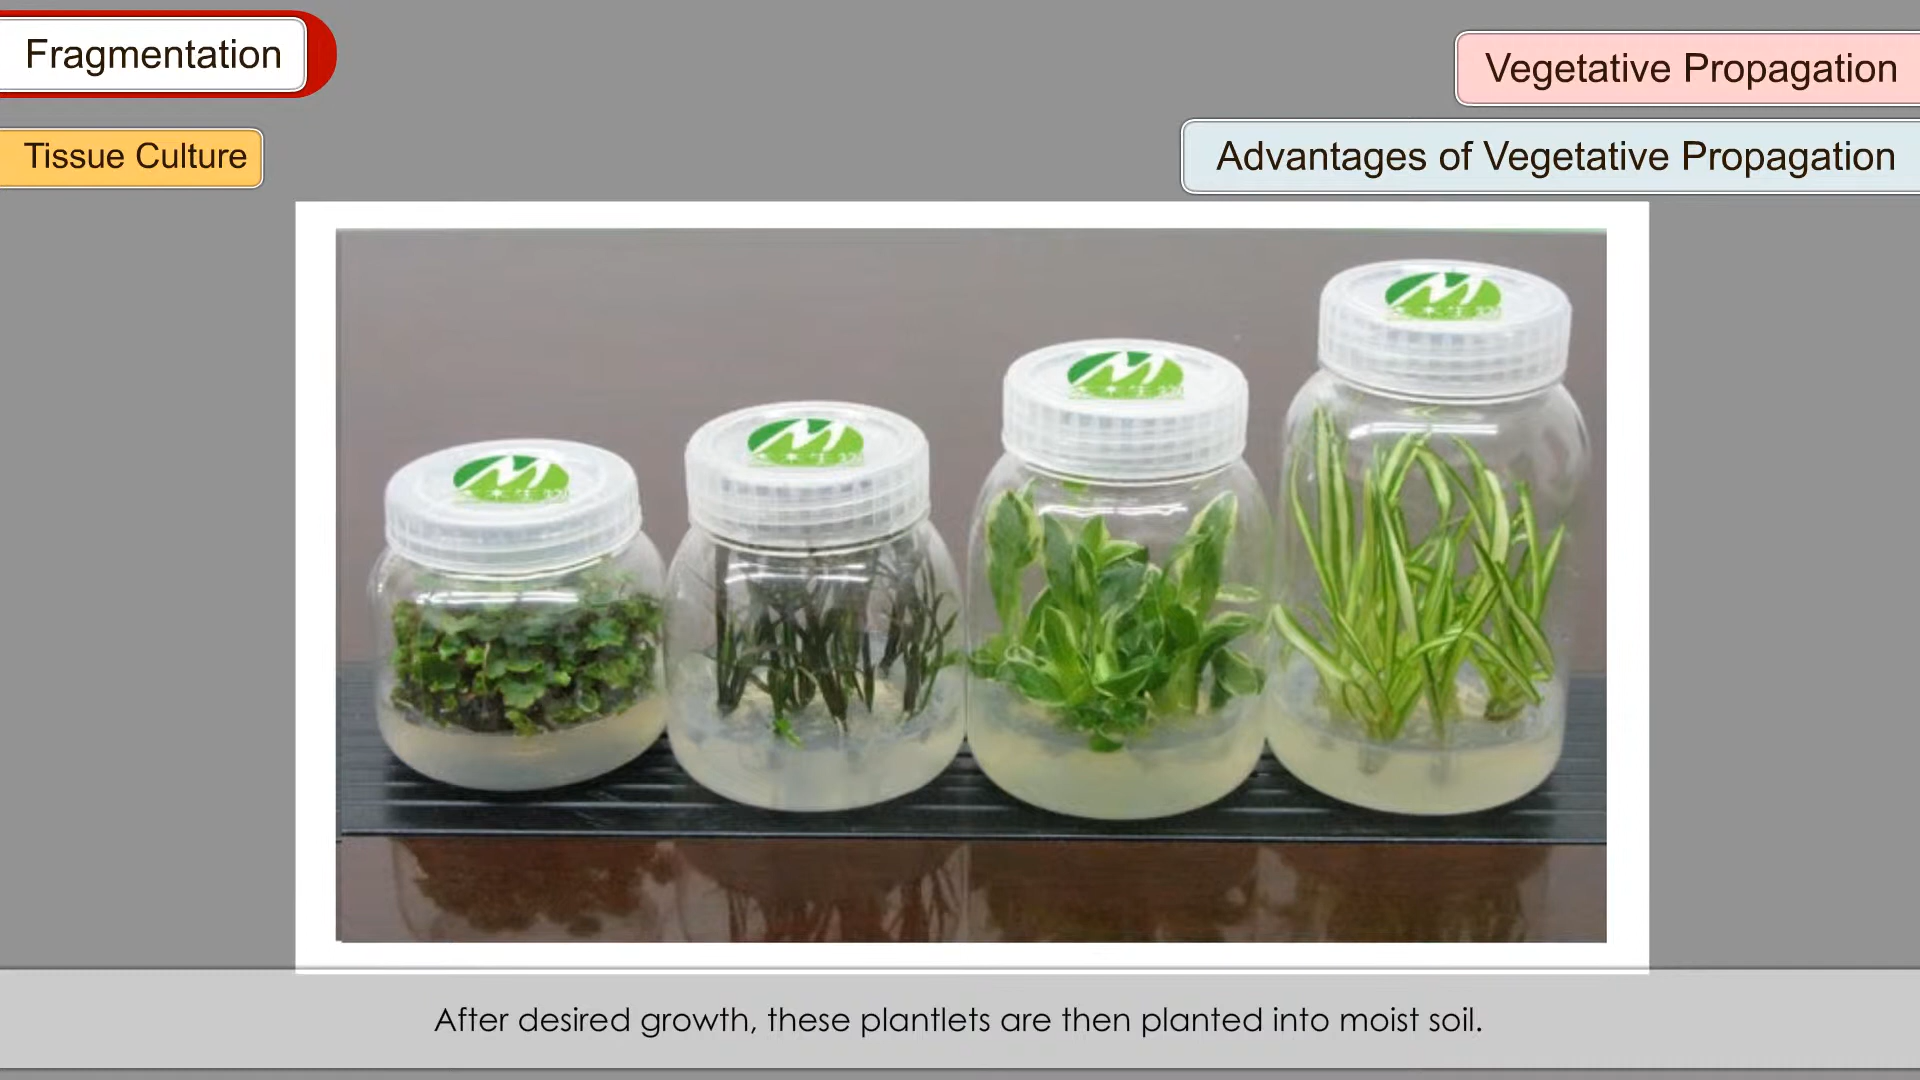 Fragmentation
Vegetative Propagation
Tissue Culture
Advantages of Vegetative Propagation
After desired growth, these plantlets are then planted into moist soil.